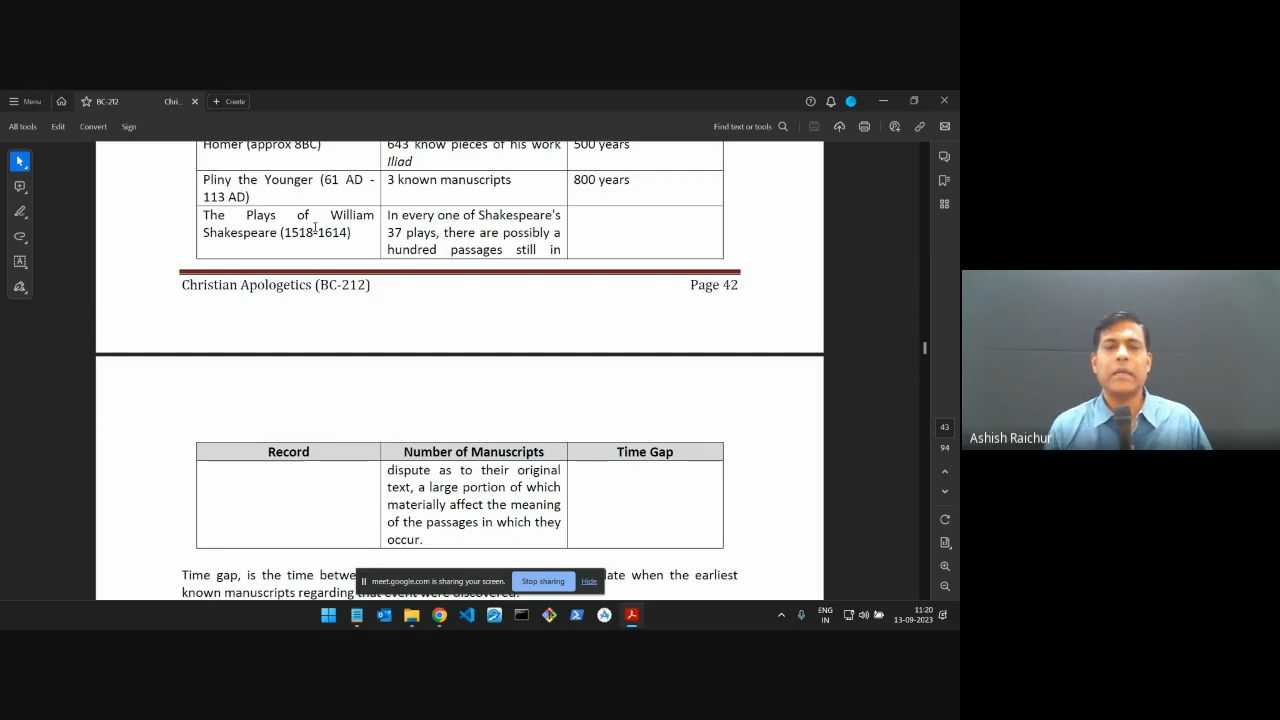 Menu
BC-212 Chri...
Create
All tools Edit Convert Sign
Find text or tools
Homer (approx 8BC) 643 know pieces of his work 500 years
Iliad
Pliny the Younger (61 AD - 3 known manuscripts 800 years
113 AD)
The Plays of William In every one of Shakespeare's
Shakespeare (1518-1614) 37 plays, there are possibly a
hundred passages still in
Christian Apologetics (BC-212) Page 42
Record Number of Manuscripts Time Gap
dispute as to their original
text, a large portion of which
materially affect the meaning
of the passages in which they
occur.
Time gap, is the time when the earliest
known manuscripts regarding that event were discovered.
meet.google.com is sharing your screen. Stop sharing Hide
43
94
Ashish Raichur
ENG
IN
11:20
13-09-2023